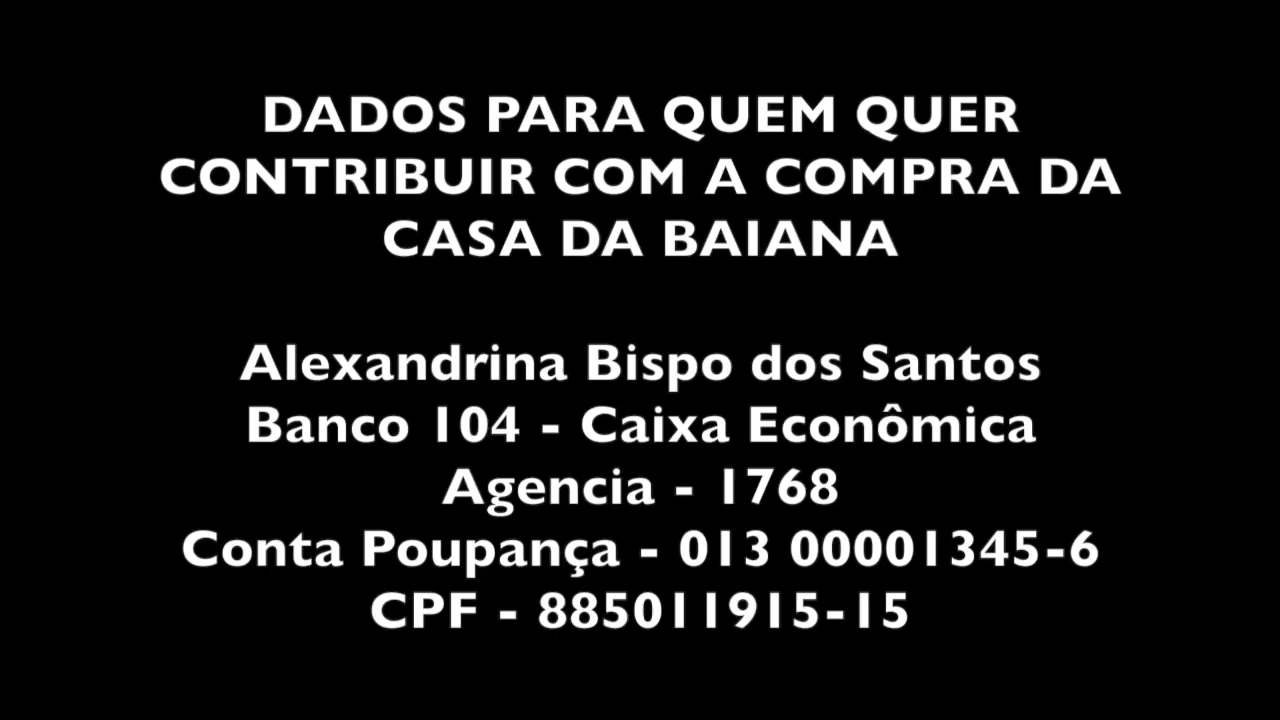 DADOS PARA QUEM QUER
CONTRIBUIR COM A COMPRA DA
CASA DA BAIANA
Alexandrina Bispo dos Santos
Banco 104 - Caixa Econômica
Agencia - 1768
Conta Poupança - 013 00001345-6
CPF - 885011915-15